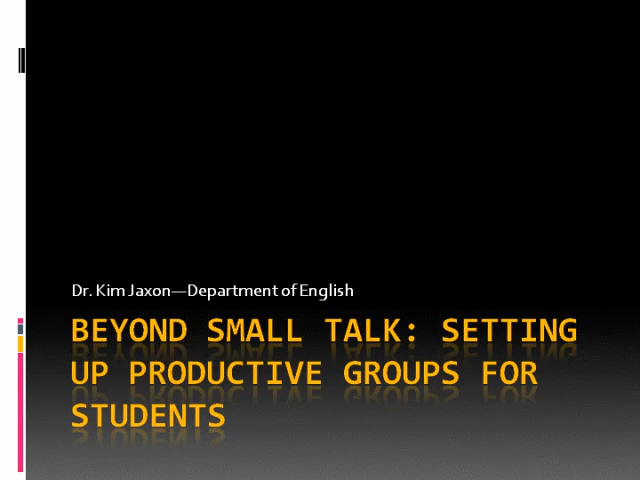 Dr. Kim Jaxon—Department of English
BEYOND SMALL TALK: SETTING
UP PRODUCTIVE GROUPS FOR
STUDENTS